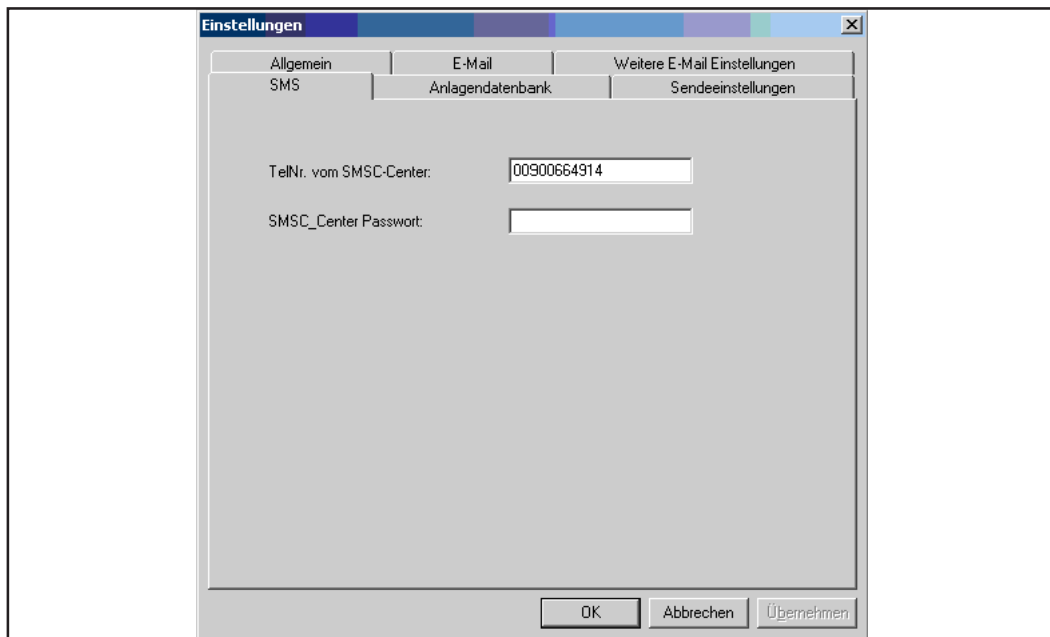 Einstellungen
Allgemein E-Mail Weitere E-Mail Einstellungen
SMS Anlagendatenbank Sendeeinstellungen
TelNr. vom SMSC-Center: 00900664914
SMSC_Center Passwort:
OK Abbrechen Übernehmen